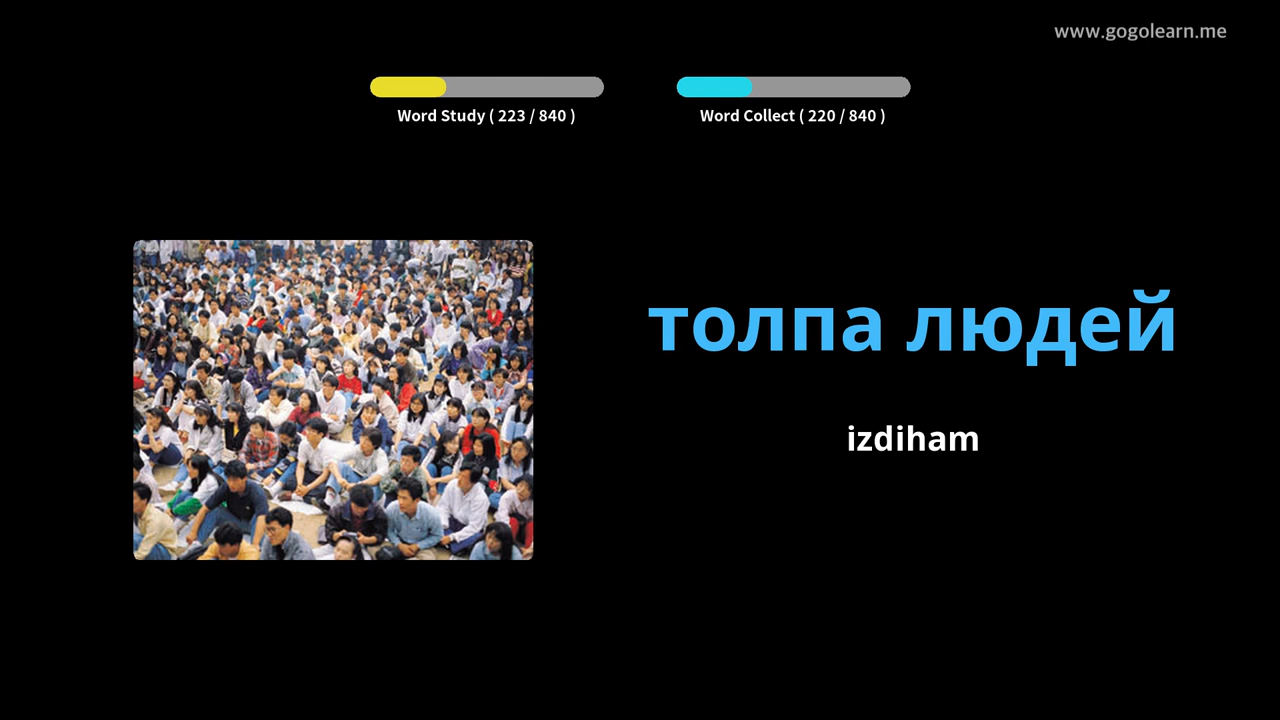 www.gogolearn.me
Word Study ( 223 / 840 )
Word Collect ( 220 / 840 )
толпа людей
izdiham